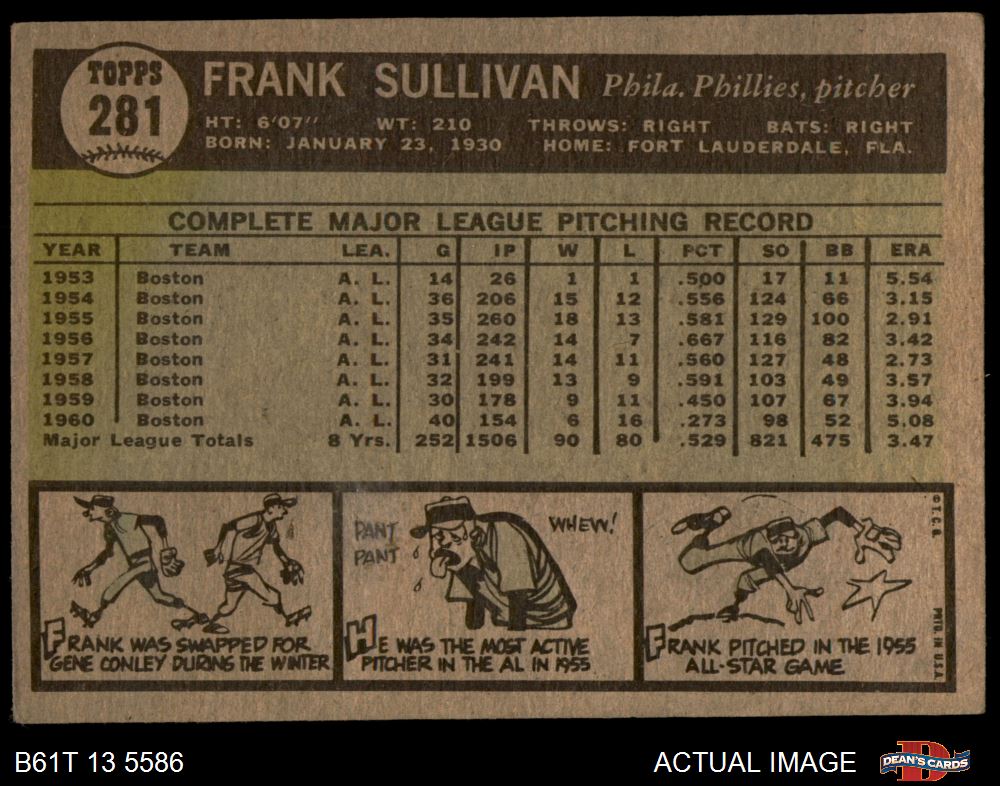 TOPPS
281
FRANK SULLIVAN Phila. Phillies, pitcher
HT: 6'07" WT: 210 THROWS: RIGHT BATS: RIGHT
BORN: JANUARY 23, 1930 HOME: FORT LAUDERDALE, FLA.
COMPLETE MAJOR LEAGUE PITCHING RECORD
YEAR TEAM LEA. G IP W L PCT SO BB ERA
1953 Boston A. L. 14 26 1 1 .500 17 11 5.54
1954 Boston A. L. 36 206 15 12 .556 124 66 3.15
1955 Boston A. L. 35 260 18 13 .581 129 100 2.91
1956 Boston A. L. 34 242 14 7 .667 116 82 3.42
1957 Boston A. L. 31 241 14 11 .560 127 48 2.73
1958 Boston A. L. 32 199 13 9 .591 103 49 3.57
1959 Boston A. L. 30 178 9 11 .450 107 67 3.94
1960 Boston A. L. 40 154 6 16 .273 98 52 5.08
Major League Totals 8 Yrs. 252 1506 90 80 .529 821 475 3.47
FRANK WAS SWAPPED FOR
GENE CONLEY DURING THE WINTER
PANT
PANT
WHEW!
HE WAS THE MOST ACTIVE
PITCHER IN THE AL IN 1955
FRANK PITCHED IN THE 1955
ALL-STAR GAME
© T.C.G.
PRTD. IN U.S.A.
B61T 13 5586
ACTUAL IMAGE
DEAN'S CARDS